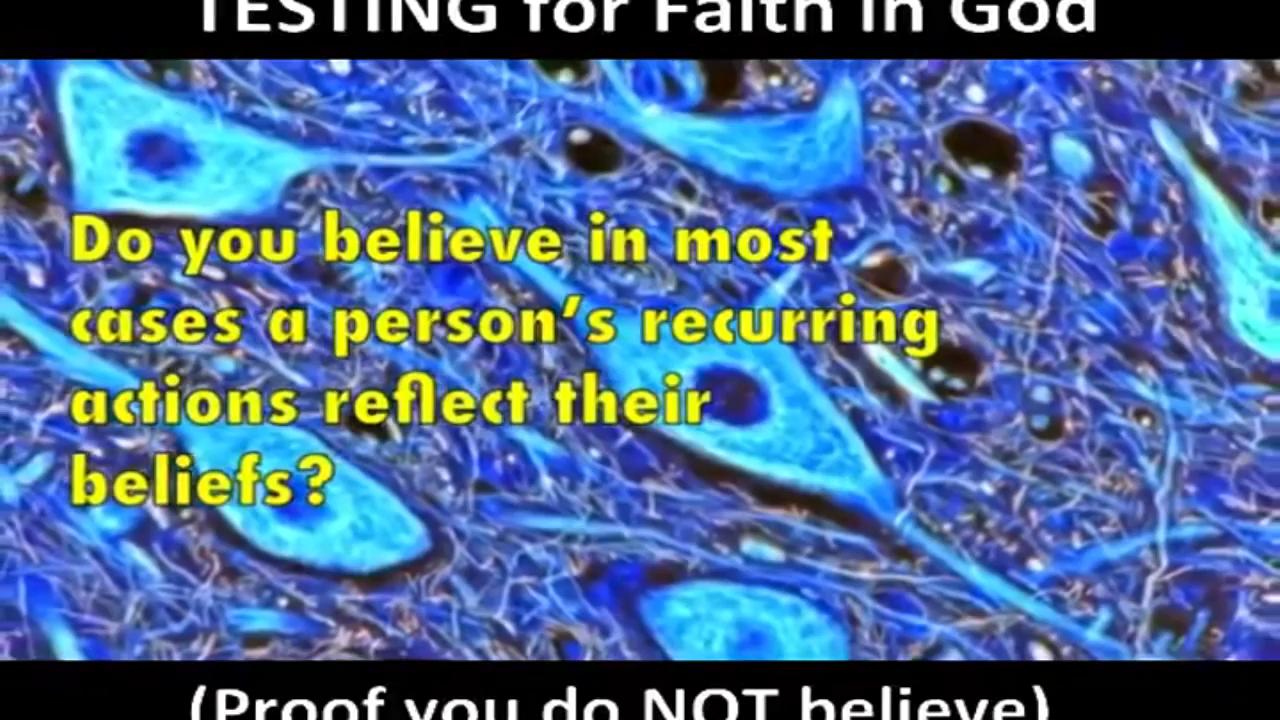 TESTING for Faith in God
Do you believe in most
cases a person’s recurring
actions reflect their
beliefs?
(Proof you do NOT believe)